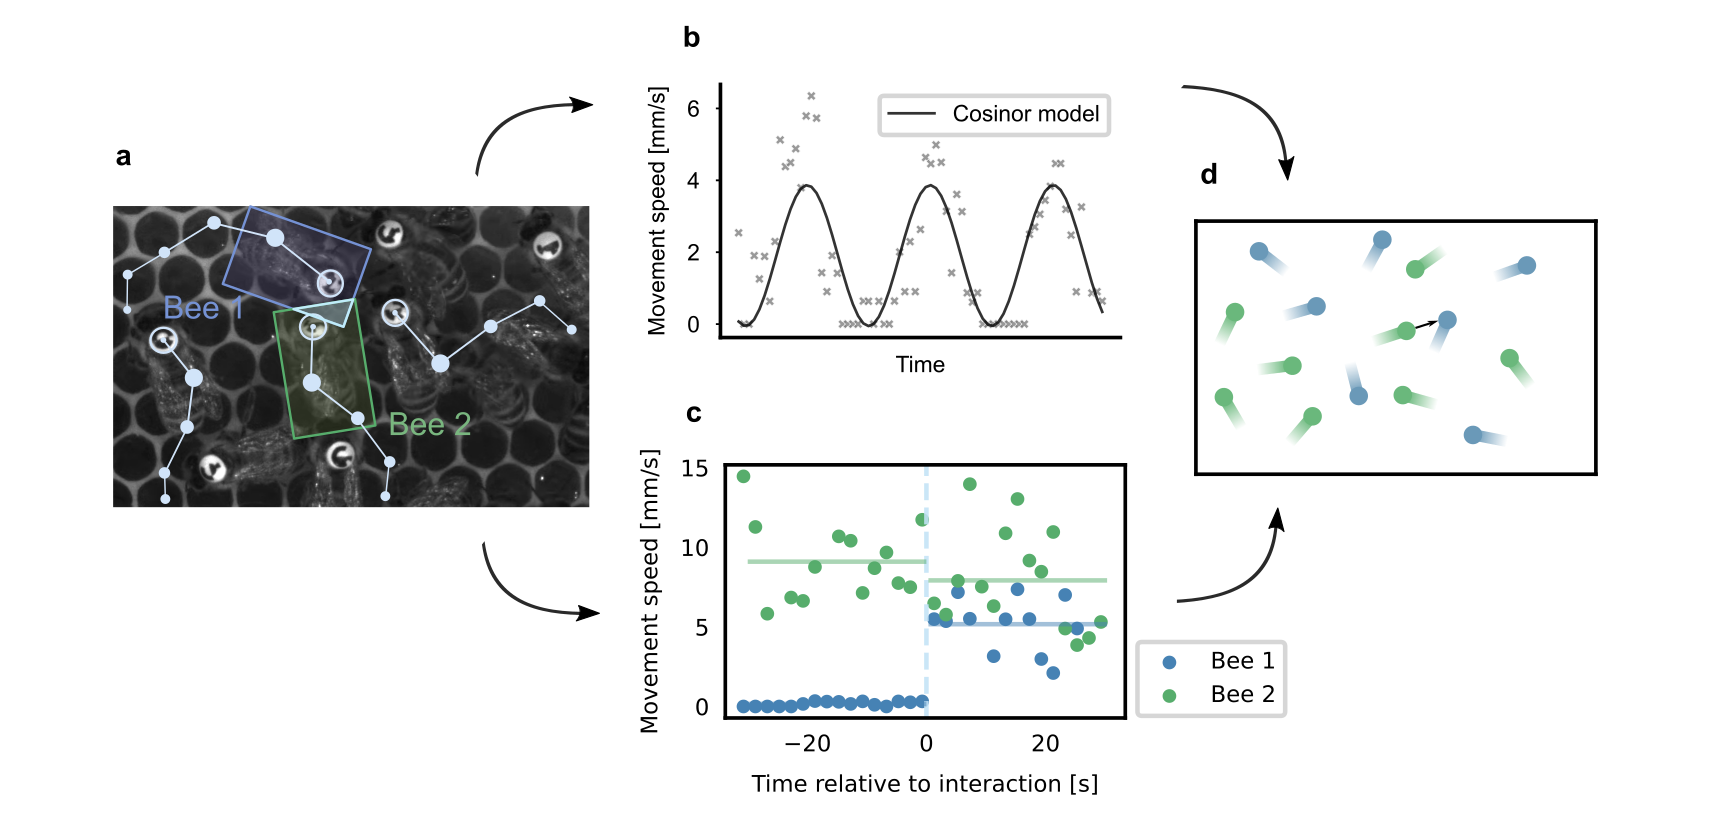 a
Bee 1
Bee 2
b
Movement speed [mm/s]
6
4
2
0
Cosinor model
Time
c
Movement speed [mm/s]
15
10
5
0
−20
0
20
Time relative to interaction [s]
Bee 1
Bee 2
d